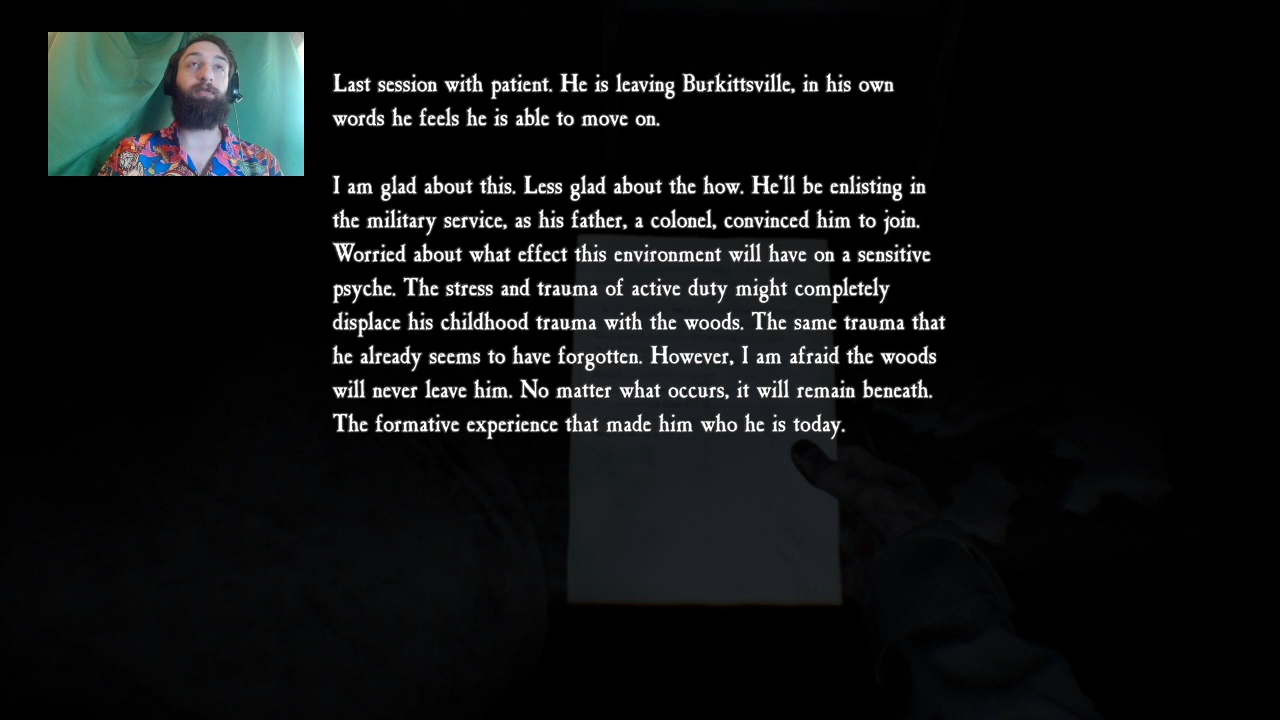 Last session with patient. He is leaving Burkittsville, in his own
words he feels he is able to move on.
I am glad about this. Less glad about the how. He'll be enlisting in
the military service, as his father, a colonel, convinced him to join.
Worried about what effect this environment will have on a sensitive
psyche. The stress and trauma of active duty might completely
displace his childhood trauma with the woods. The same trauma that
he already seems to have forgotten. However, I am afraid the woods
will never leave him. No matter what occurs, it will remain beneath.
The formative experience that made him who he is today.